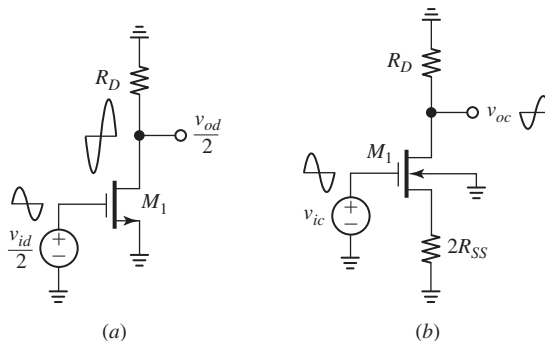 R_D
v_od/2
M_1
v_id/2
(a)
R_D
v_oc
M_1
v_ic
2R_SS
(b)